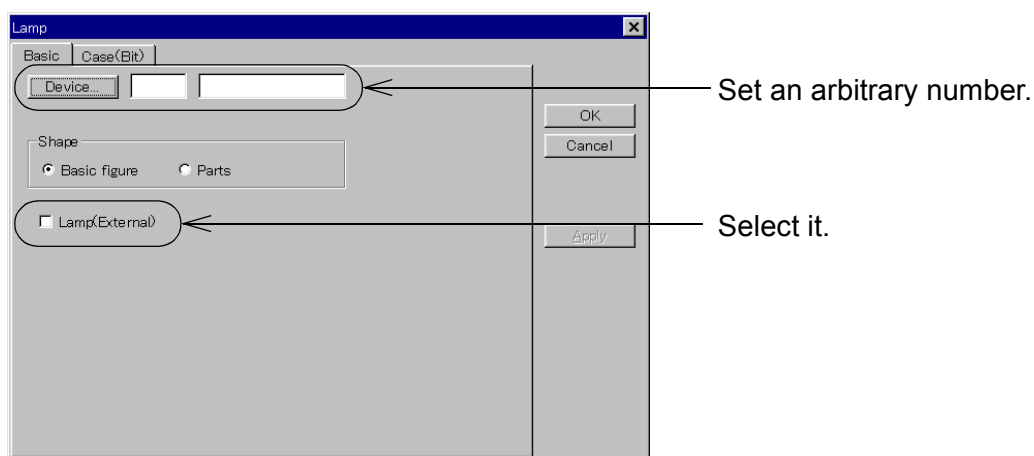 Lamp
Basic Case(Bit)
Device...
Set an arbitrary number.
OK
Shape
Cancel
Basic figure Parts
Lamp(External)
Select it.
Apply